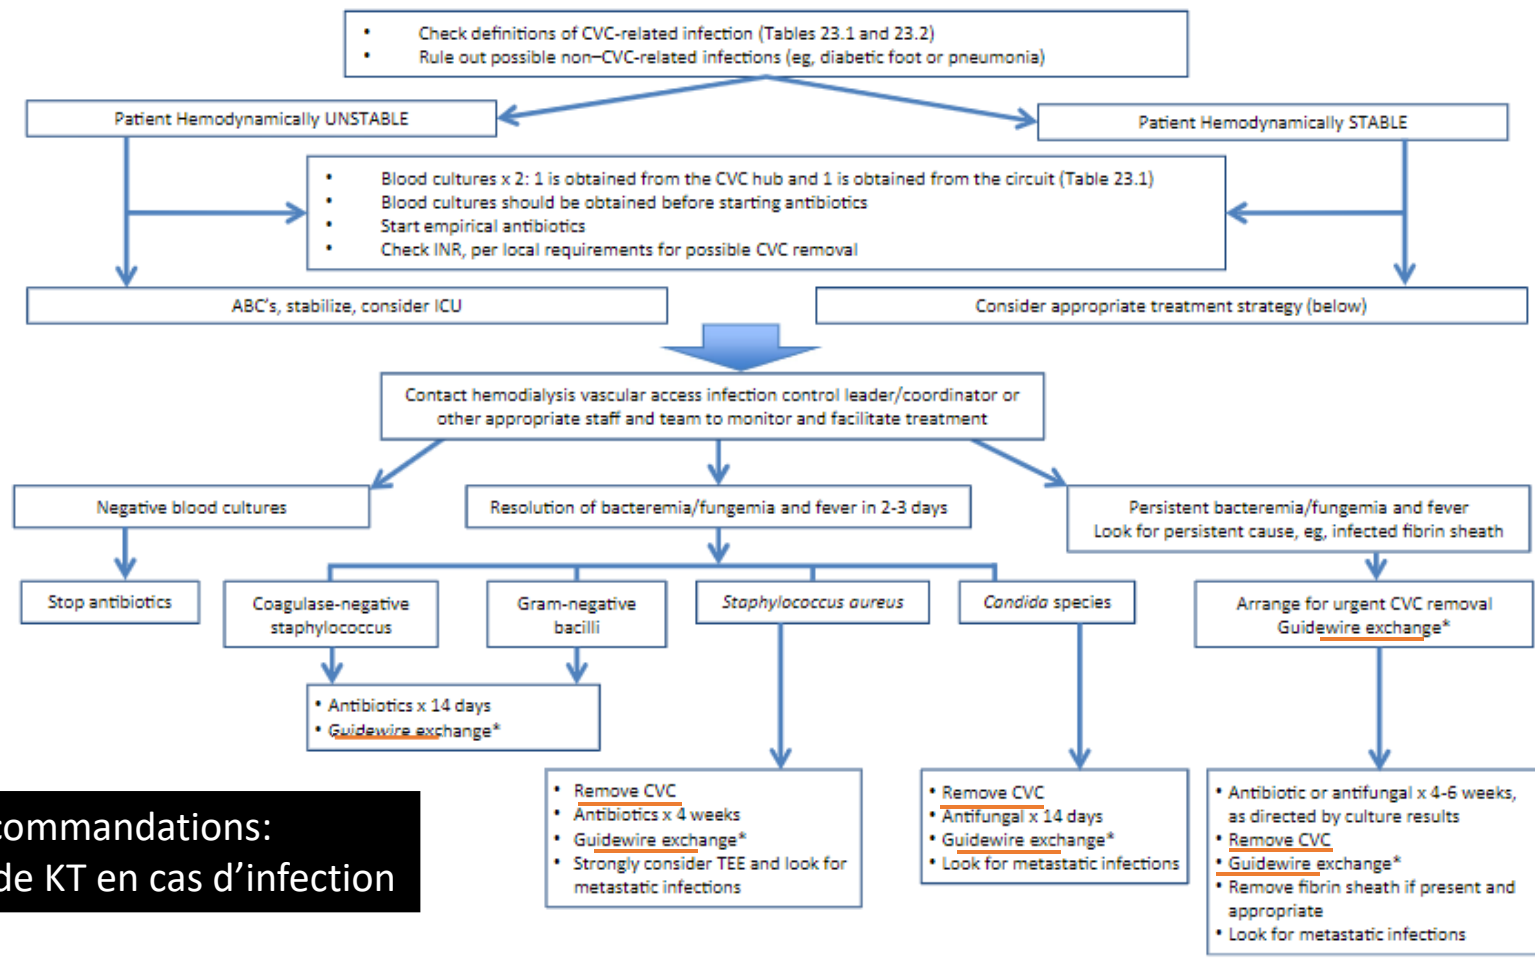 • Check definitions of CVC-related infection (Tables 23.1 and 23.2)
• Rule out possible non–CVC-related infections (eg, diabetic foot or pneumonia)
Patient Hemodynamically UNSTABLE
Patient Hemodynamically STABLE
• Blood cultures x 2: 1 is obtained from the CVC hub and 1 is obtained from the circuit (Table 23.1)
• Blood cultures should be obtained before starting antibiotics
• Start empirical antibiotics
• Check INR, per local requirements for possible CVC removal
ABC's, stabilize, consider ICU
Consider appropriate treatment strategy (below)
Contact hemodialysis vascular access infection control leader/coordinator or
other appropriate staff and team to monitor and facilitate treatment
Negative blood cultures
Resolution of bacteremia/fungemia and fever in 2-3 days
Persistent bacteremia/fungemia and fever
Look for persistent cause, eg, infected fibrin sheath
Stop antibiotics
Coagulase-negative
staphylococcus
Gram-negative
bacilli
Staphylococcus aureus
Candida species
Arrange for urgent CVC removal
Guidewire exchange*
• Antibiotics x 14 days
• Guidewire exchange*
• Remove CVC
• Antibiotics x 4 weeks
• Guidewire exchange*
• Strongly consider TEE and look for
metastatic infections
• Remove CVC
• Antifungal x 14 days
• Guidewire exchange*
• Look for metastatic infections
• Antibiotic or antifungal x 4-6 weeks,
as directed by culture results
• Remove CVC
• Guidewire exchange*
• Remove fibrin sheath if present and
appropriate
• Look for metastatic infections
commandations:
de KT en cas d'infection